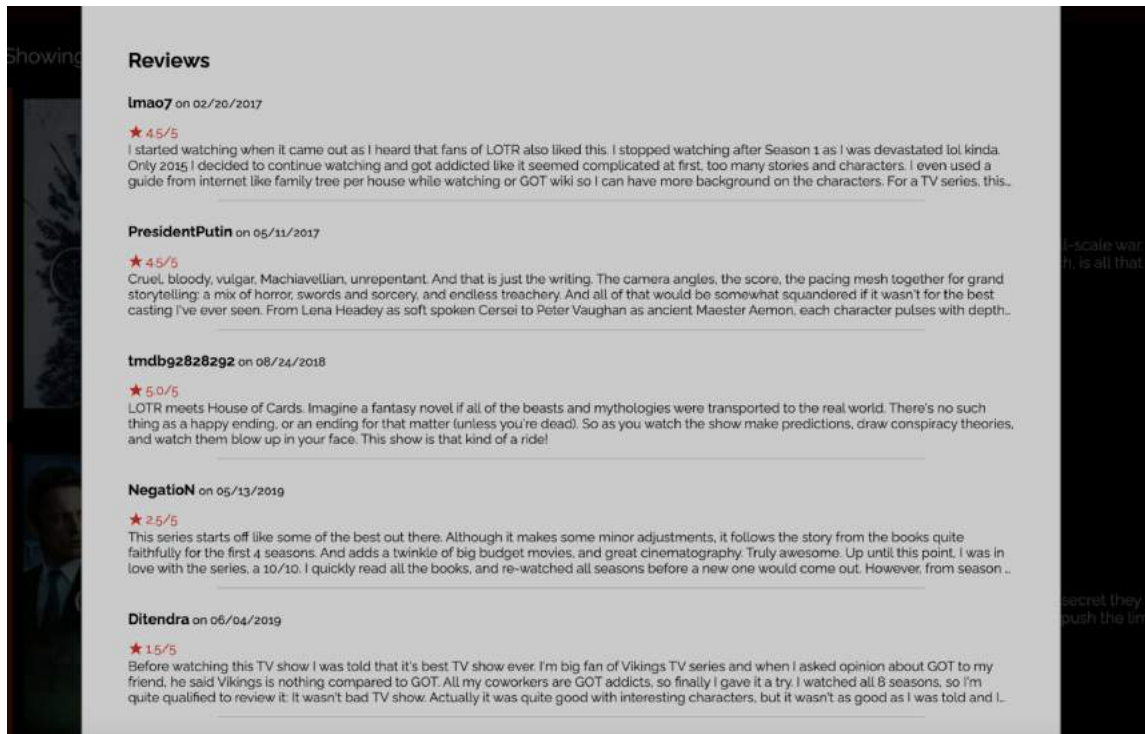 Showing
Reviews
lmao7 on 02/20/2017
★ 4.5/5
I started watching when it came out as I heard that fans of LOTR also liked this. I stopped watching after Season 1 as I was devastated lol kinda.
Only 2015 I decided to continue watching and got addicted like it seemed complicated at first, too many stories and characters. I even used a
guide from internet like family tree per house while watching or GOT wiki so I can have more background on the characters. For a TV series, this...
PresidentPutin on 05/11/2017
★ 4.5/5
Cruel, bloody, vulgar, Machiavellian, unrepentant. And that is just the writing. The camera angles, the score, the pacing mesh together for grand
storytelling: a mix of horror, swords and sorcery, and endless treachery. And all of that would be somewhat squandered if it wasn't for the best
casting I've ever seen. From Lena Headey as soft spoken Cersei to Peter Vaughan as ancient Maester Aemon, each character pulses with depth...
l-scale war
h, is all that
tmdb92828292 on 08/24/2018
★ 5.0/5
LOTR meets House of Cards. Imagine a fantasy novel if all of the beasts and mythologies were transported to the real world. There's no such
thing as a happy ending, or an ending for that matter (unless you're dead). So as you watch the show make predictions, draw conspiracy theories,
and watch them blow up in your face. This show is that kind of a ride!
NegatioN on 05/13/2019
★ 2.5/5
This series starts off like some of the best out there. Although it makes some minor adjustments, it follows the story from the books quite
faithfully for the first 4 seasons. And adds a twinkle of big budget movies, and great cinematography. Truly awesome. Up until this point, I was in
love with the series, a 10/10. I quickly read all the books, and re-watched all seasons before a new one would come out. However, from season ...
secret they
push the lim
Ditendra on 06/04/2019
★ 1.5/5
Before watching this TV show I was told that it's best TV show ever. I'm big fan of Vikings TV series and when I asked opinion about GOT to my
friend, he said Vikings is nothing compared to GOT. All my coworkers are GOT addicts, so finally I gave it a try. I watched all 8 seasons, so I'm
quite qualified to review it: It wasn't bad TV show. Actually it was quite good with interesting characters, but it wasn't as good as I was told and I...